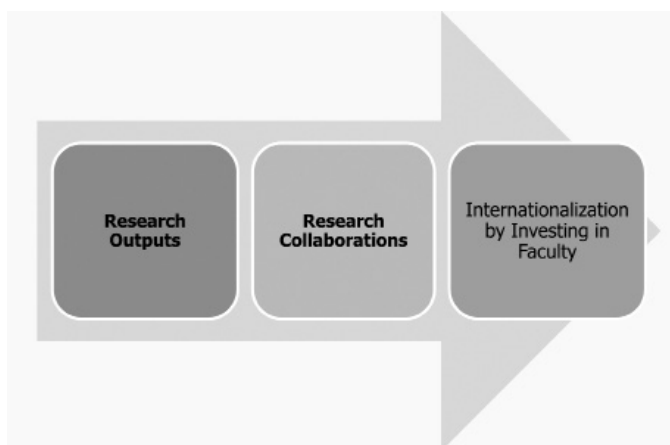 Research
Outputs
Research
Collaborations
Internationalization
by Investing in
Faculty